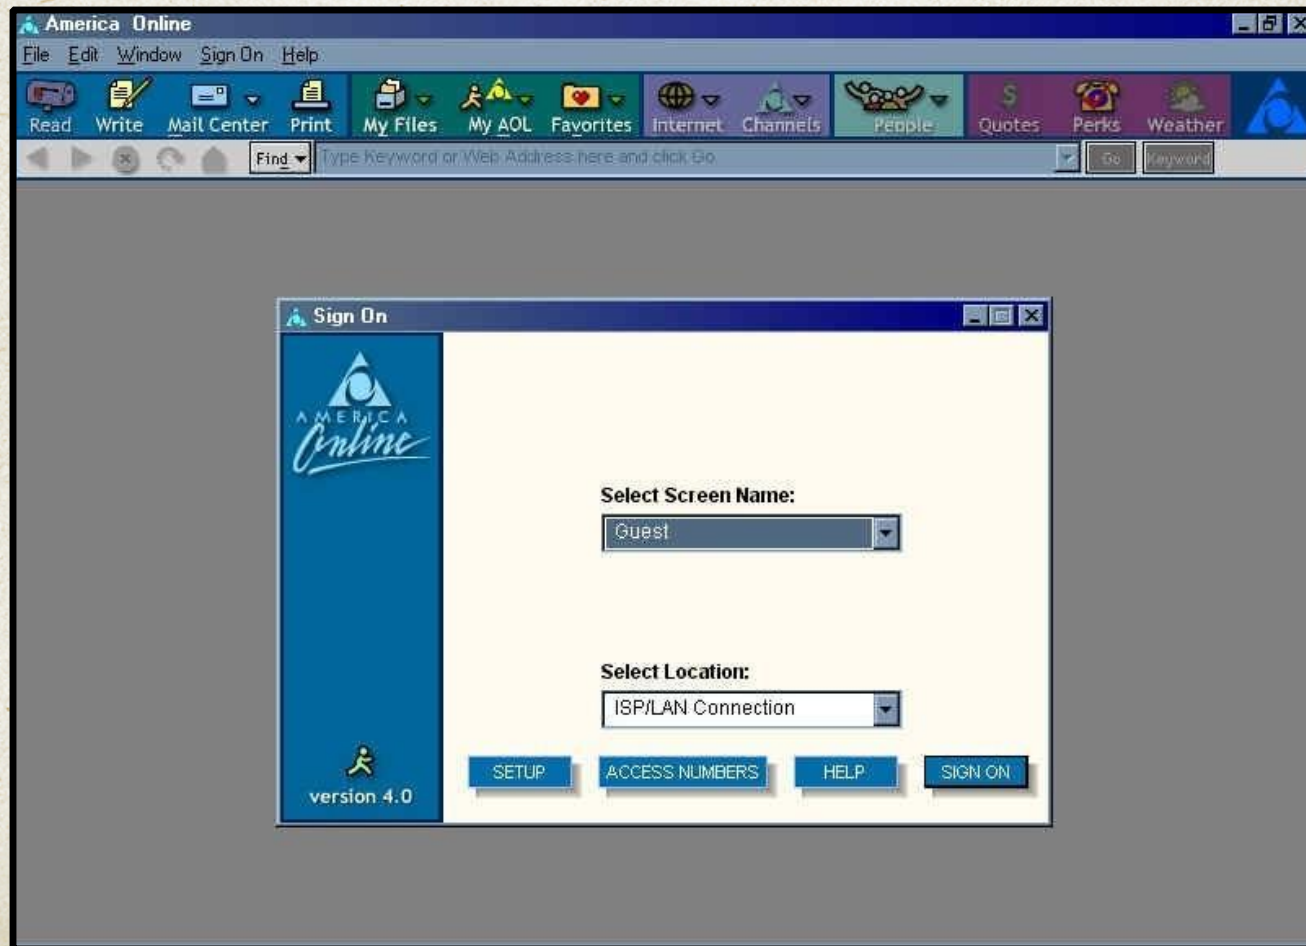 America Online
File Edit Window Sign On Help
Read Write Mail Center Print My Files My AOL Favorites Internet Channels People Quotes Perks Weather
Find Type Keyword or Web Address here and click Go Go Keyword
Sign On
AMERICA
Online
Select Screen Name:
Guest
Select Location:
ISP/LAN Connection
SETUP ACCESS NUMBERS HELP SIGN ON
version 4.0